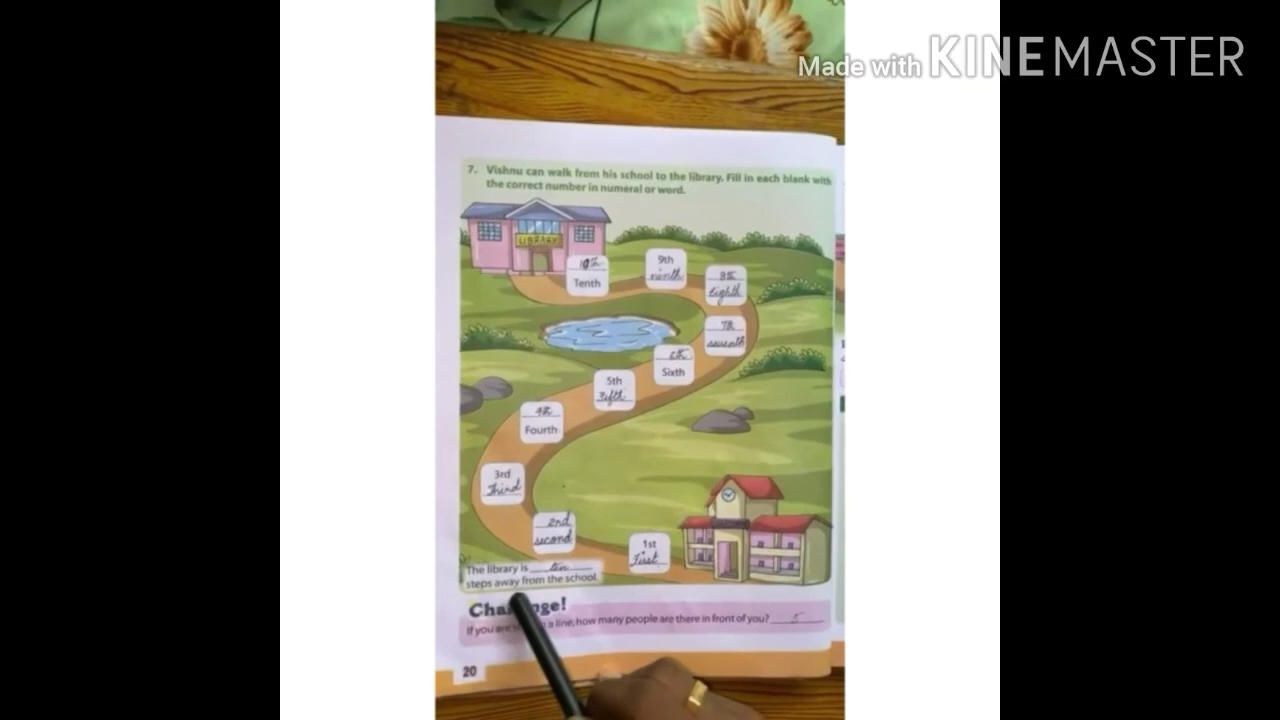 Made with KINEMASTER
7. Vishnu can walk from his school to the library. Fill in each blank with
the correct number in numeral or word.
LIBRARY
10th
Tenth
9th
ninth
8th
Eighth
7th
seventh
6th
Sixth
5th
Fifth
4th
Fourth
3rd
Third
2nd
second
1st
First
The library is ten
steps away from the school.
Challenge!
If you are a line, how many people are there in front of you? 5
20